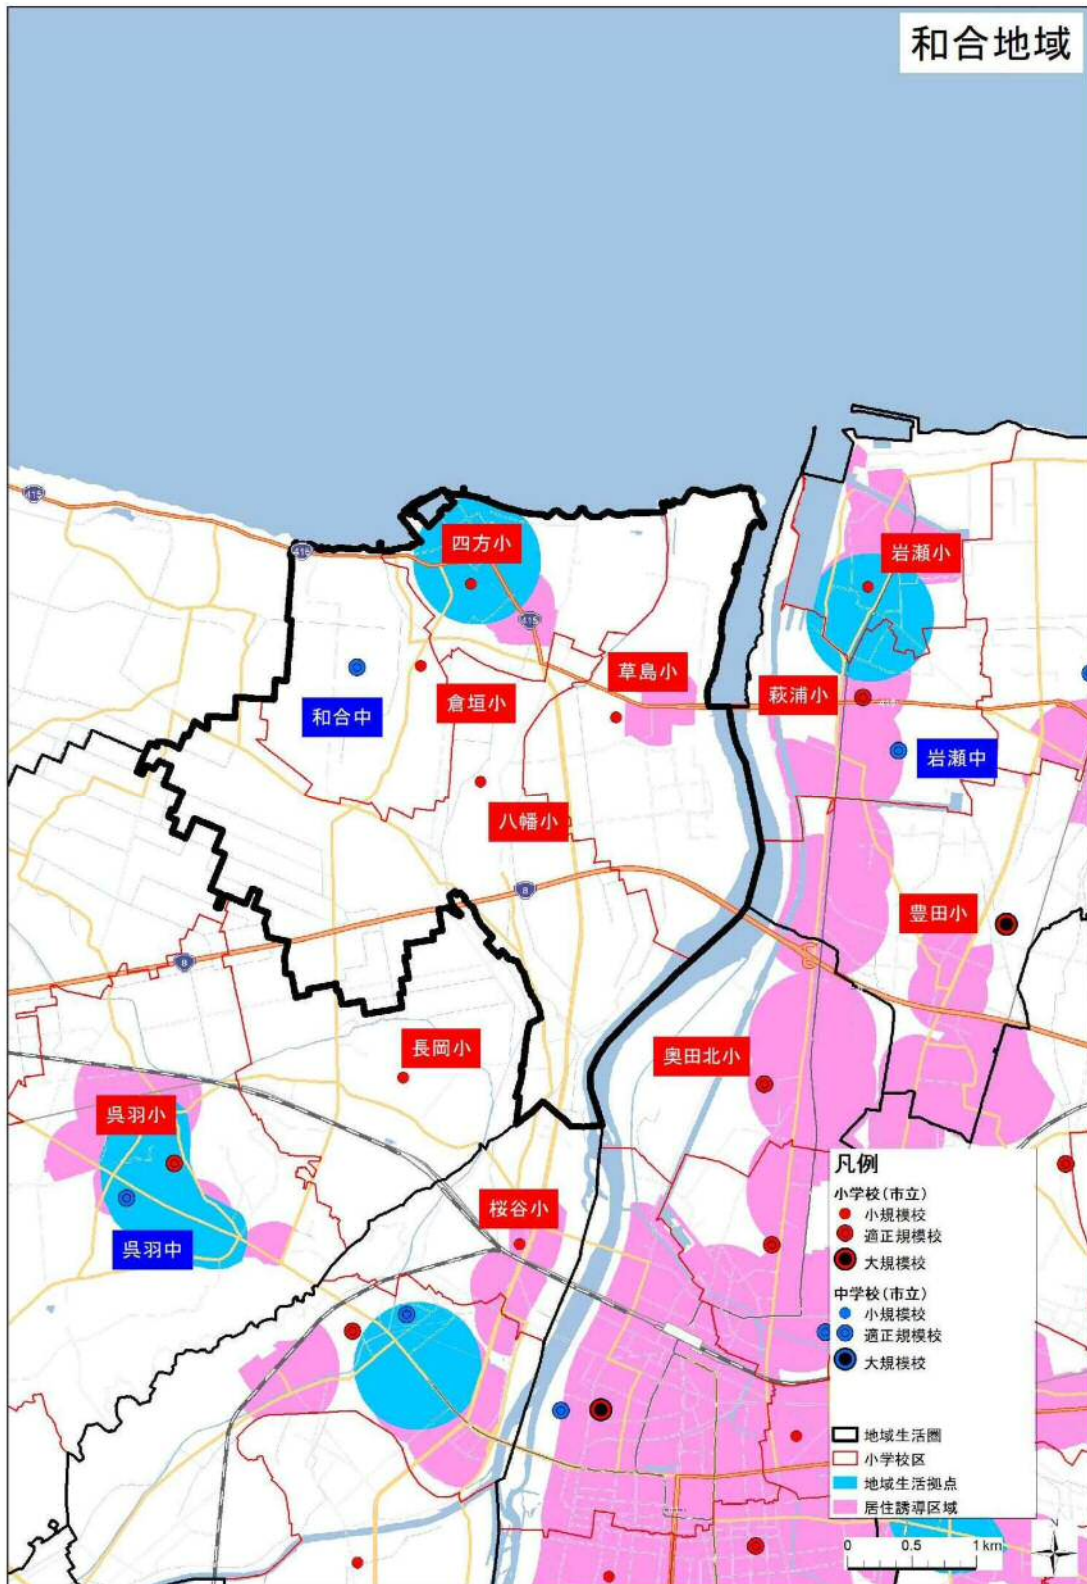 和合地域
415
415
四方小
岩瀬小
415
草島小
倉垣小
萩浦小
和合中
岩瀬中
八幡小
8
豊田小
8
長岡小
奥田北小
呉羽小
桜谷小
呉羽中
凡例
小学校(市立)
小規模校
適正規模校
大規模校
中学校(市立)
小規模校
適正規模校
大規模校
地域生活圏
小学校区
地域生活拠点
居住誘導区域
0 0.5 1 km